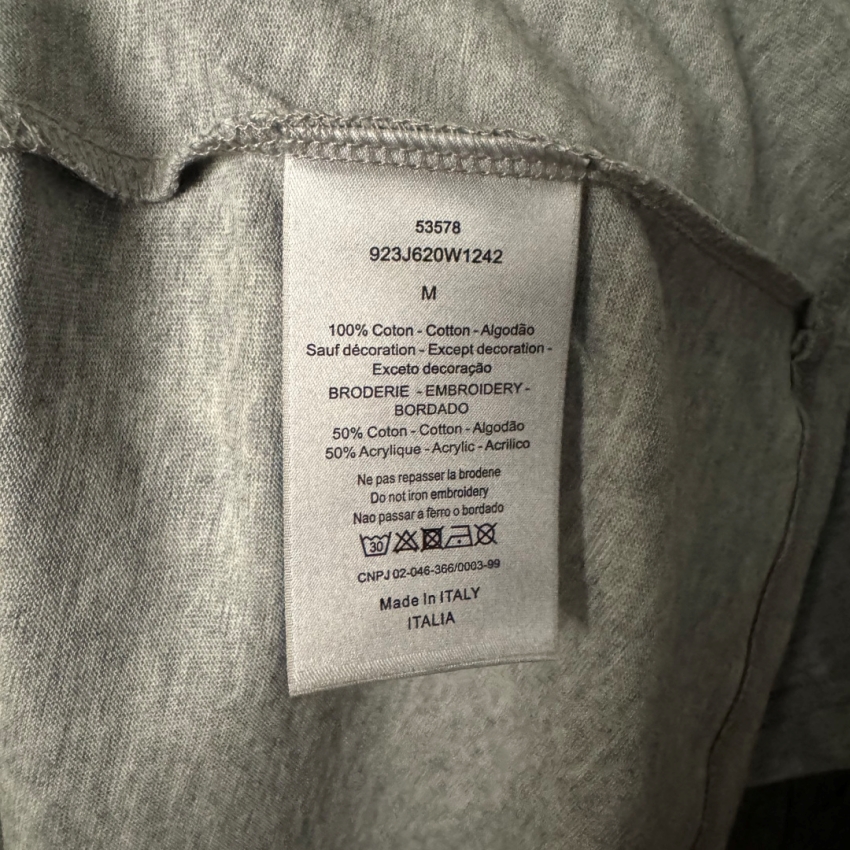 53578
923J620W1242
M
100% Coton - Cotton - Algodão
Sauf décoration - Except decoration -
Exceto decoração
BRODERIE - EMBROIDERY -
BORDADO
50% Coton - Cotton - Algodão
50% Acrylique - Acrylic - Acrilico
Ne pas repasser la brodene
Do not iron embroidery
Nao passar a fèrro o bordado
30
CNPJ 02-046-366/0003-99
Made In ITALY
ITALIA